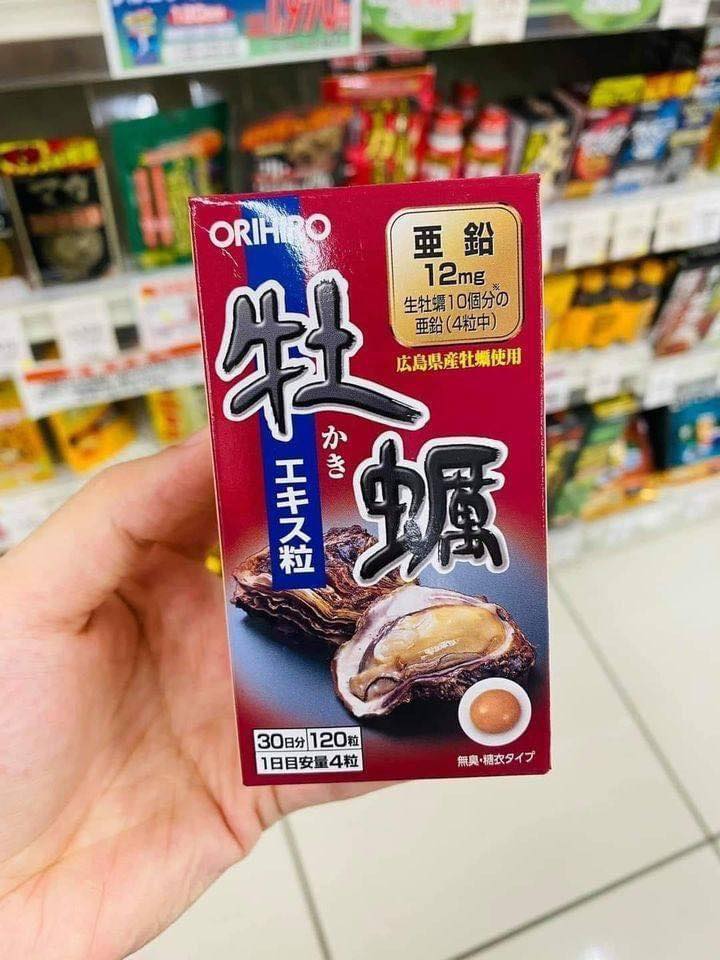 ORIHIRO
亜鉛
12mg
生牡蠣10個分の※
亜鉛(4粒中)
広島県産牡蠣使用
牡蠣
かき
エキス粒
30日分 120粒
1日目安量4粒
無臭・糖衣タイプ
マカ